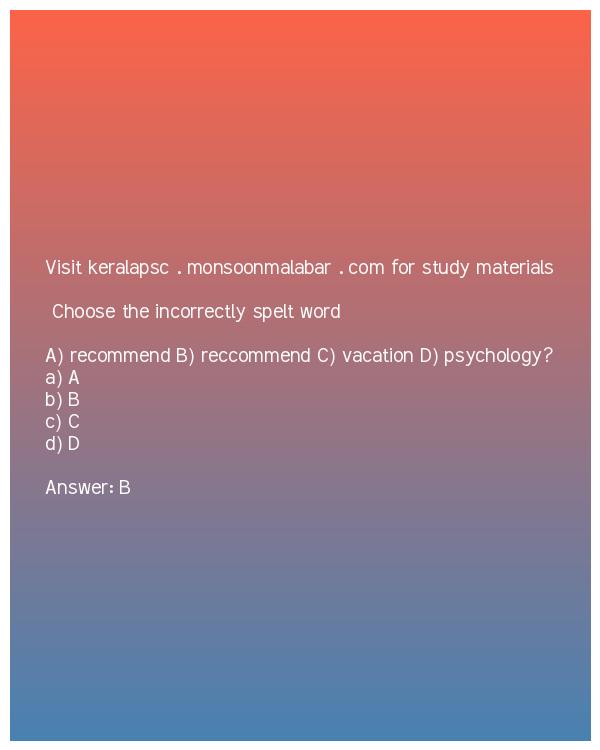 Visit keralapsc . monsoonmalabar . com for study materials
Choose the incorrectly spelt word
A) recommend B) reccommend C) vacation D) psychology?
a) A
b) B
c) C
d) D
Answer: B